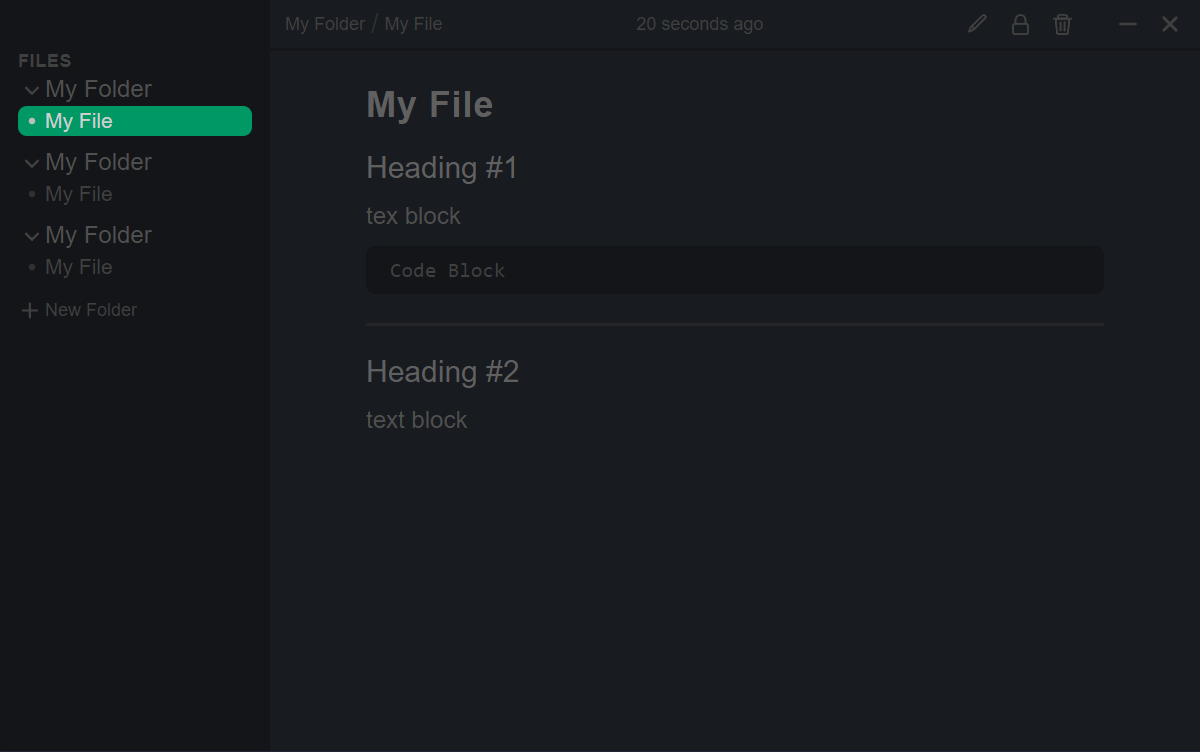 My Folder / My File
20 seconds ago
FILES
My Folder
My File
My Folder
My File
My Folder
My File
New Folder
My File
Heading #1
tex block
Code Block
Heading #2
text block